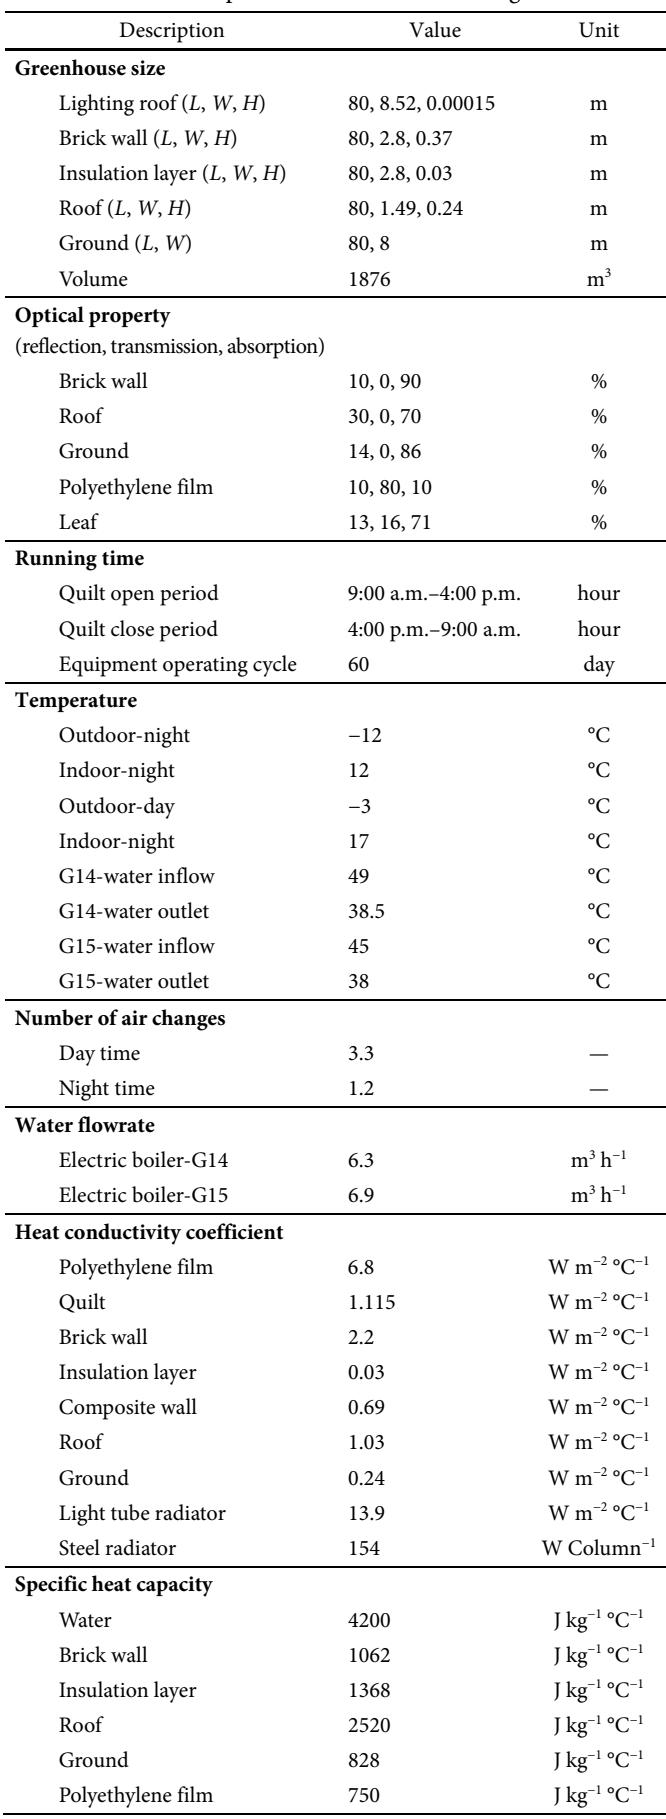 Description Value Unit
Greenhouse size
Lighting roof (L, W, H) 80, 8.52, 0.00015 m
Brick wall (L, W, H) 80, 2.8, 0.37 m
Insulation layer (L, W, H) 80, 2.8, 0.03 m
Roof (L, W, H) 80, 1.49, 0.24 m
Ground (L, W) 80, 8 m
Volume 1876 m³
Optical property
(reflection, transmission, absorption)
Brick wall 10, 0, 90 %
Roof 30, 0, 70 %
Ground 14, 0, 86 %
Polyethylene film 10, 80, 10 %
Leaf 13, 16, 71 %
Running time
Quilt open period 9:00 a.m.–4:00 p.m. hour
Quilt close period 4:00 p.m.–9:00 a.m. hour
Equipment operating cycle 60 day
Temperature
Outdoor-night −12 °C
Indoor-night 12 °C
Outdoor-day −3 °C
Indoor-night 17 °C
G14-water inflow 49 °C
G14-water outlet 38.5 °C
G15-water inflow 45 °C
G15-water outlet 38 °C
Number of air changes
Day time 3.3 —
Night time 1.2 —
Water flowrate
Electric boiler-G14 6.3 m³ h⁻¹
Electric boiler-G15 6.9 m³ h⁻¹
Heat conductivity coefficient
Polyethylene film 6.8 W m⁻² °C⁻¹
Quilt 1.115 W m⁻² °C⁻¹
Brick wall 2.2 W m⁻² °C⁻¹
Insulation layer 0.03 W m⁻² °C⁻¹
Composite wall 0.69 W m⁻² °C⁻¹
Roof 1.03 W m⁻² °C⁻¹
Ground 0.24 W m⁻² °C⁻¹
Light tube radiator 13.9 W m⁻² °C⁻¹
Steel radiator 154 W Column⁻¹
Specific heat capacity
Water 4200 J kg⁻¹ °C⁻¹
Brick wall 1062 J kg⁻¹ °C⁻¹
Insulation layer 1368 J kg⁻¹ °C⁻¹
Roof 2520 J kg⁻¹ °C⁻¹
Ground 828 J kg⁻¹ °C⁻¹
Polyethylene film 750 J kg⁻¹ °C⁻¹